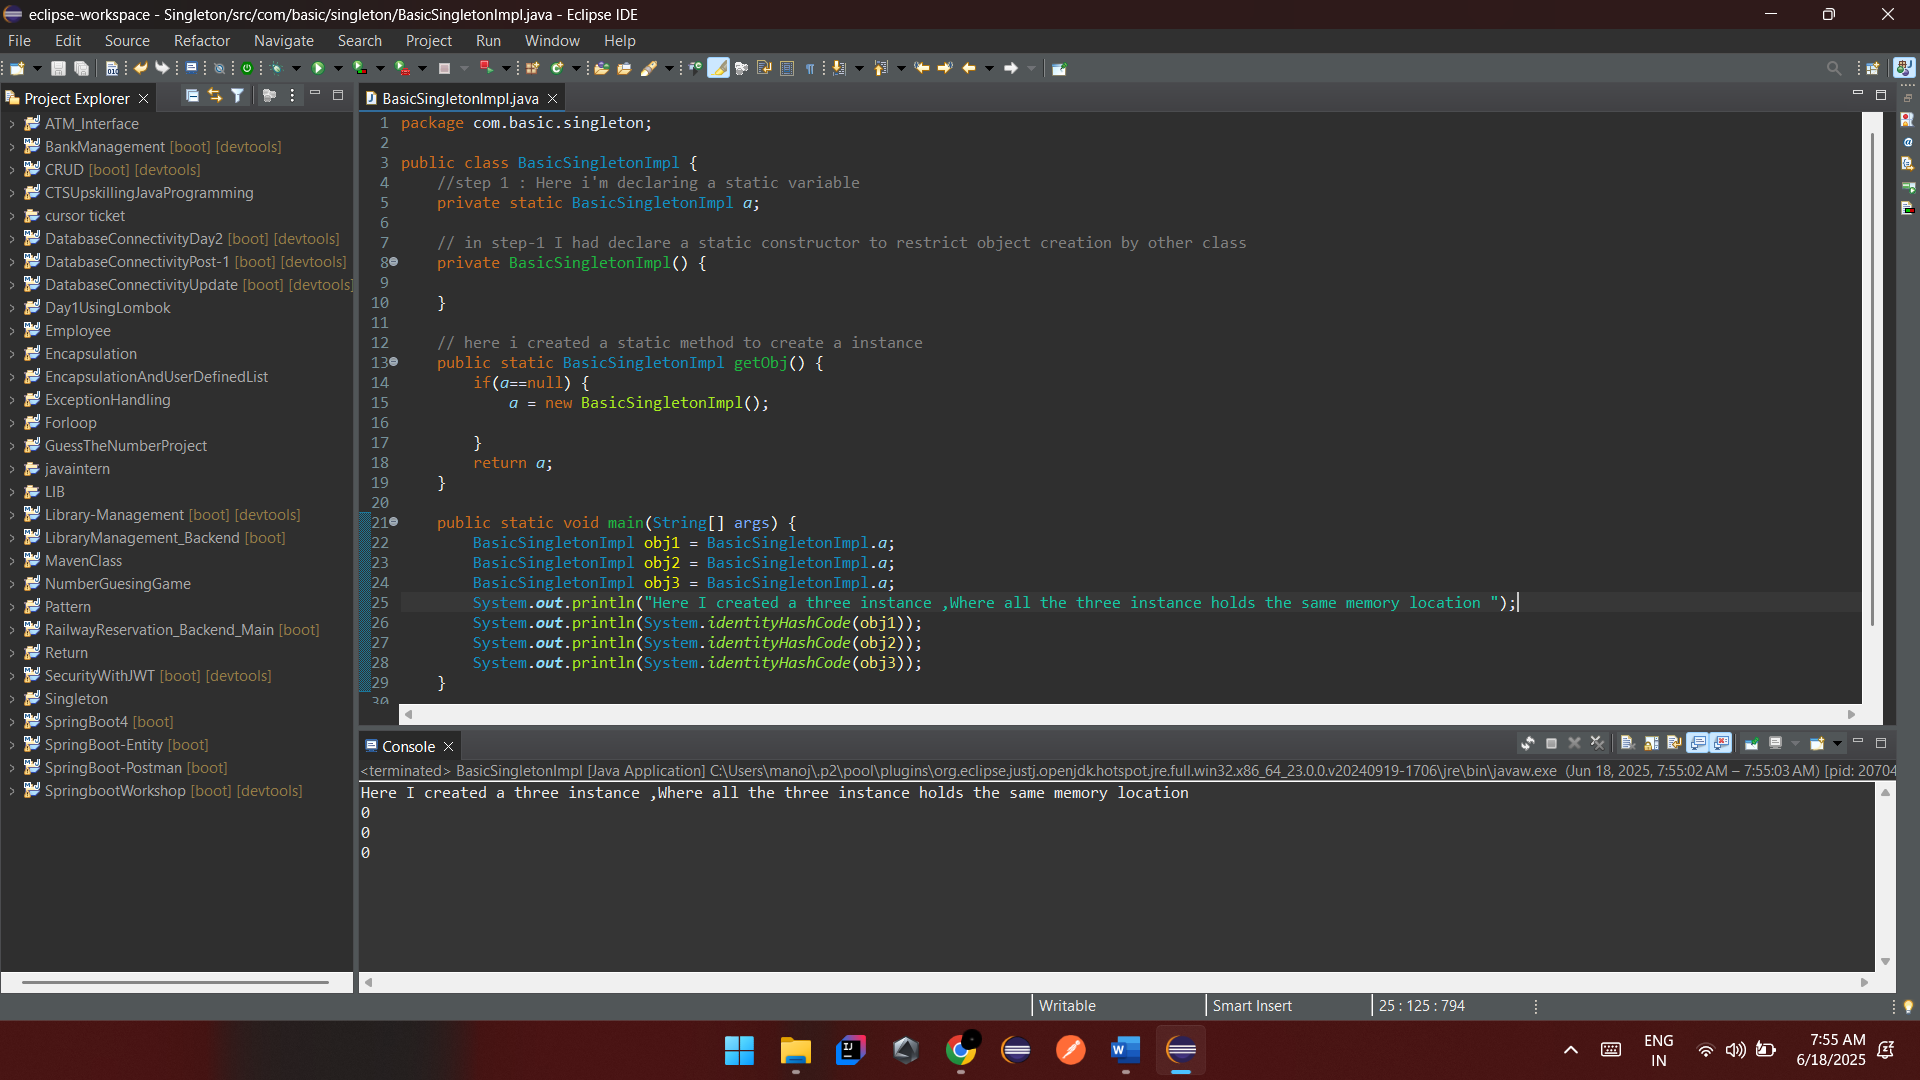 eclipse-workspace - Singleton/src/com/basic/singleton/BasicSingletonImpl.java - Eclipse IDE
File Edit Source Refactor Navigate Search Project Run Window Help
Project Explorer
ATM_Interface
BankManagement [boot] [devtools]
CRUD [boot] [devtools]
CTSUpskillingJavaProgramming
cursor ticket
DatabaseConnectivityDay2 [boot] [devtools]
DatabaseConnectivityPost-1 [boot] [devtools]
DatabaseConnectivityUpdate [boot] [devtools]
Day1UsingLombok
Employee
Encapsulation
EncapsulationAndUserDefinedList
ExceptionHandling
Forloop
GuessTheNumberProject
javaintern
LIB
Library-Management [boot] [devtools]
LibraryManagement_Backend [boot]
MavenClass
NumberGuesingGame
Pattern
RailwayReservation_Backend_Main [boot]
Return
SecurityWithJWT [boot] [devtools]
Singleton
SpringBoot4 [boot]
SpringBoot-Entity [boot]
SpringBoot-Postman [boot]
SpringbootWorkshop [boot] [devtools]
BasicSingletonImpl.java
1 package com.basic.singleton;
2
3 public class BasicSingletonImpl {
4 //step 1 : Here i'm declaring a static variable
5 private static BasicSingletonImpl a;
6
7 // in step-1 I had declare a static constructor to restrict object creation by other class
8 private BasicSingletonImpl() {
9
10 }
11
12 // here i created a static method to create a instance
13 public static BasicSingletonImpl getObj() {
14 if(a==null) {
15 a = new BasicSingletonImpl();
16
17 }
18 return a;
19 }
20
21 public static void main(String[] args) {
22 BasicSingletonImpl obj1 = BasicSingletonImpl.a;
23 BasicSingletonImpl obj2 = BasicSingletonImpl.a;
24 BasicSingletonImpl obj3 = BasicSingletonImpl.a;
25 System.out.println("Here I created a three instance ,Where all the three instance holds the same memory location ");
26 System.out.println(System.identityHashCode(obj1));
27 System.out.println(System.identityHashCode(obj2));
28 System.out.println(System.identityHashCode(obj3));
29 }
30
Console
<terminated> BasicSingletonImpl [Java Application] C:\Users\manoj\.p2\pool\plugins\org.eclipse.justj.openjdk.hotspot.jre.full.win32.x86_64_23.0.0.v20240919-1706\jre\bin\javaw.exe (Jun 18, 2025, 7:55:02 AM – 7:55:03 AM) [pid: 20704
Here I created a three instance ,Where all the three instance holds the same memory location
0
0
0
Writable Smart Insert 25 : 125 : 794
ENG
IN
7:55 AM
6/18/2025